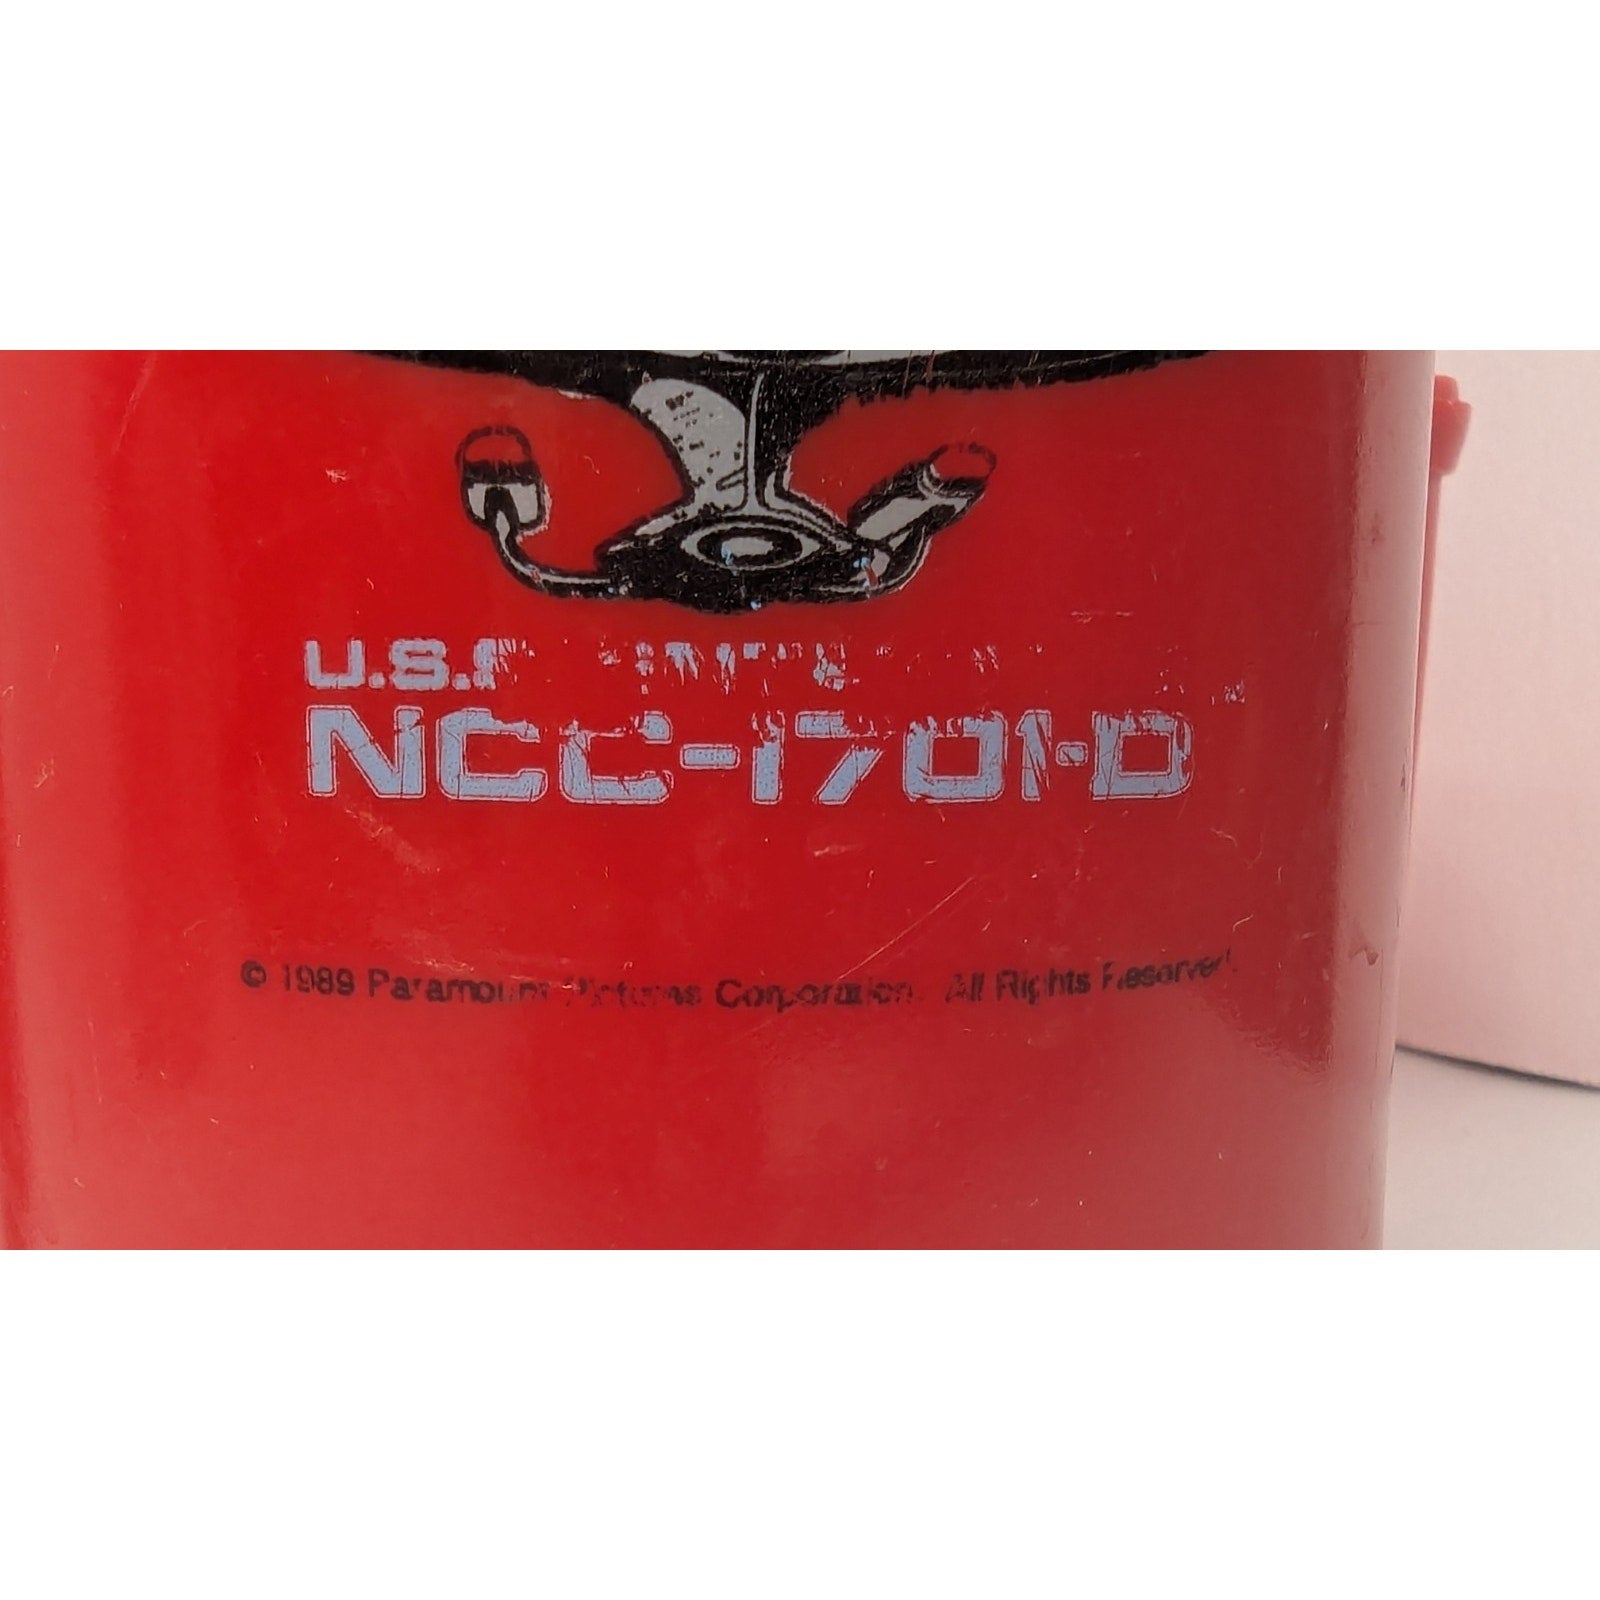 U.S.S.
NCC-1701-D
© 1989 Paramount Pictures Corporation. All Rights Reserved.